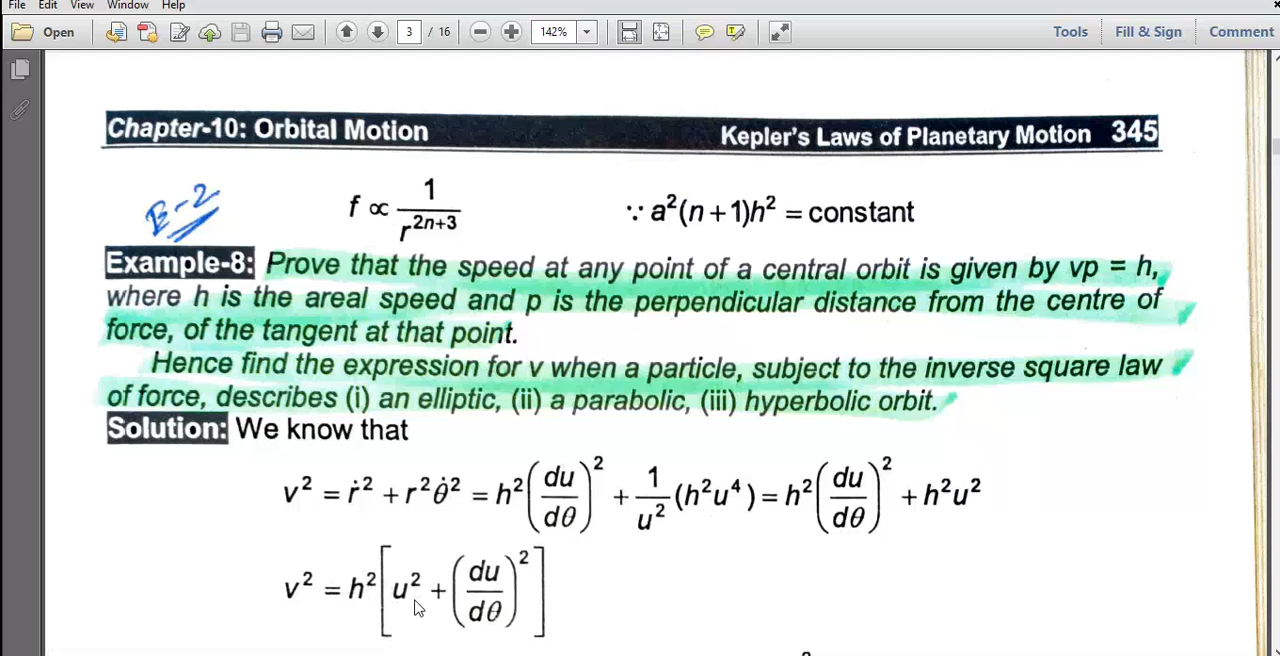 File Edit View Window Help
Open 3 / 16 142% Tools Fill & Sign Comment
Chapter-10: Orbital Motion Kepler's Laws of Planetary Motion 345
B-2
f ∝ 1/r^(2n+3) ∵ a²(n+1)h² = constant
Example-8: Prove that the speed at any point of a central orbit is given by vp = h,
where h is the areal speed and p is the perpendicular distance from the centre of
force, of the tangent at that point.
Hence find the expression for v when a particle, subject to the inverse square law
of force, describes (i) an elliptic, (ii) a parabolic, (iii) hyperbolic orbit.
Solution: We know that
v² = ṙ² + r²θ̇² = h²(du/dθ)² + 1/u² (h²u⁴) = h²(du/dθ)² + h²u²
v² = h²[u² + (du/dθ)²]